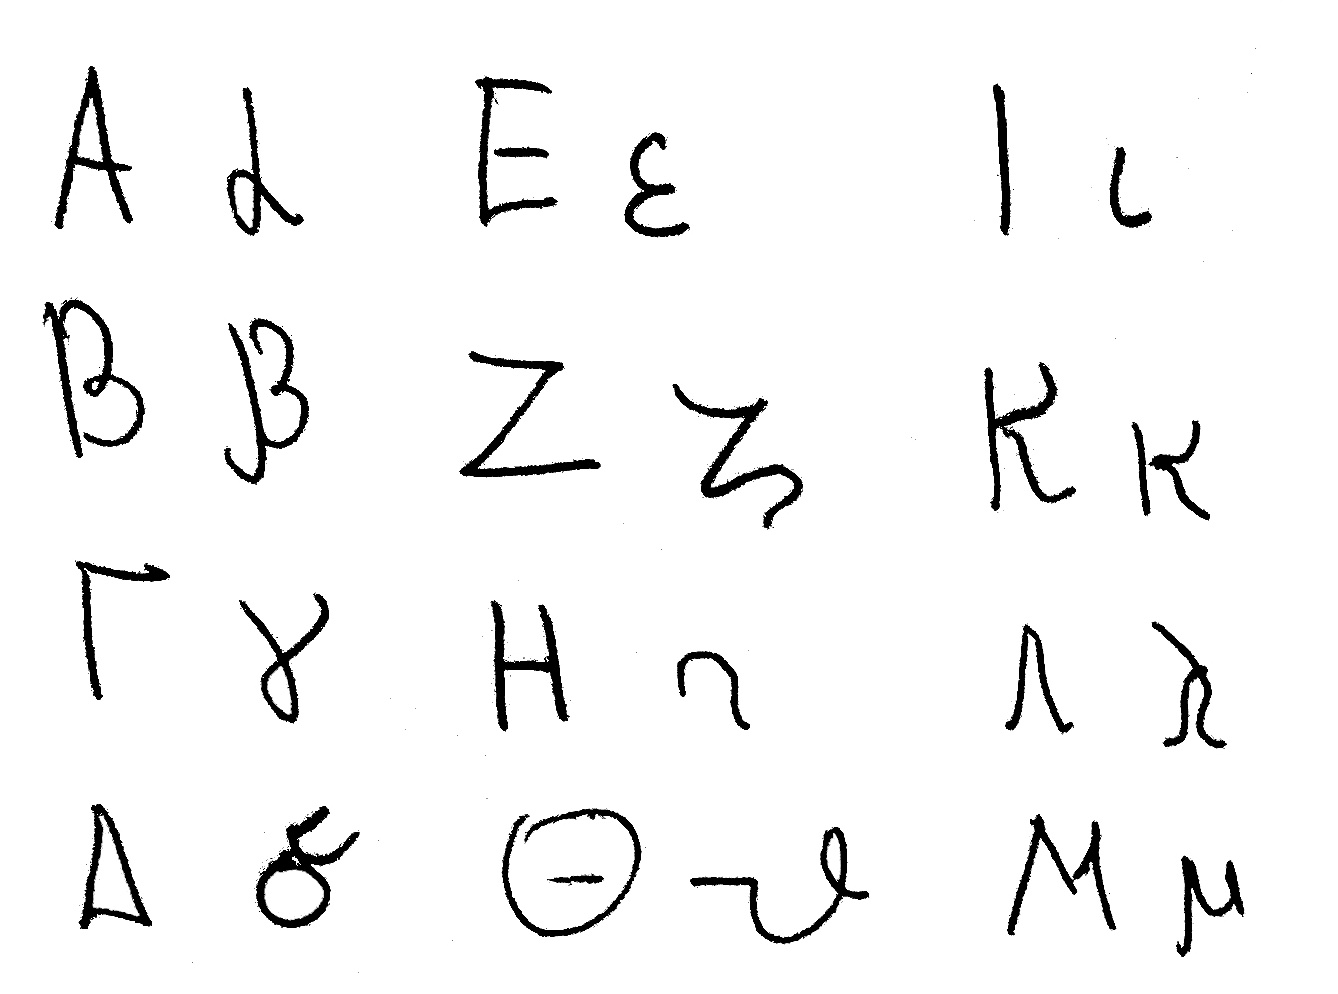 Α α Ε ε Ι ι
Β β Ζ ζ Κ κ
Γ γ Η η Λ λ
Δ δ Θ ϑ Μ μ